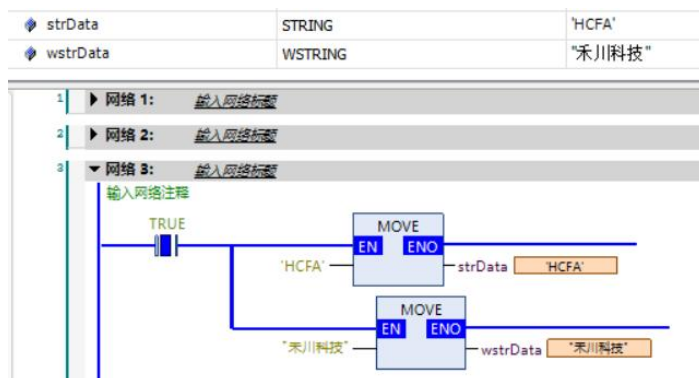 strData STRING 'HCFA'
wstrData WSTRING "禾川科技"
1 网络 1: 输入网络标题
2 网络 2: 输入网络标题
3 网络 3: 输入网络标题
输入网络注释
TRUE
MOVE
EN ENO
'HCFA' strData 'HCFA'
MOVE
EN ENO
"禾川科技" wstrData "禾川科技"